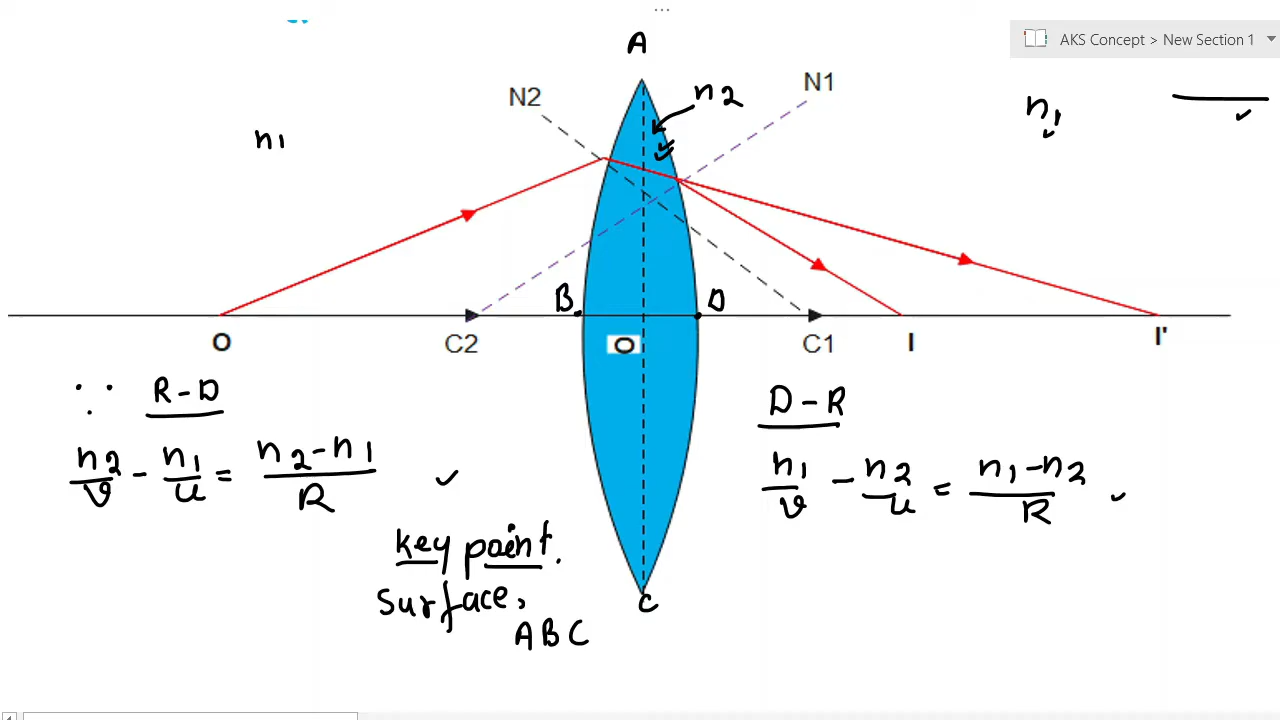 AKS Concept > New Section 1
A
N2
n2
N1
n1
n1
B
D
O
C2
O
C1
I
I'
∵ R-D
D-R
n2/v - n1/u = n2-n1/R
n1/v - n2/u = n1-n2/R
key point.
surface,
ABC
C